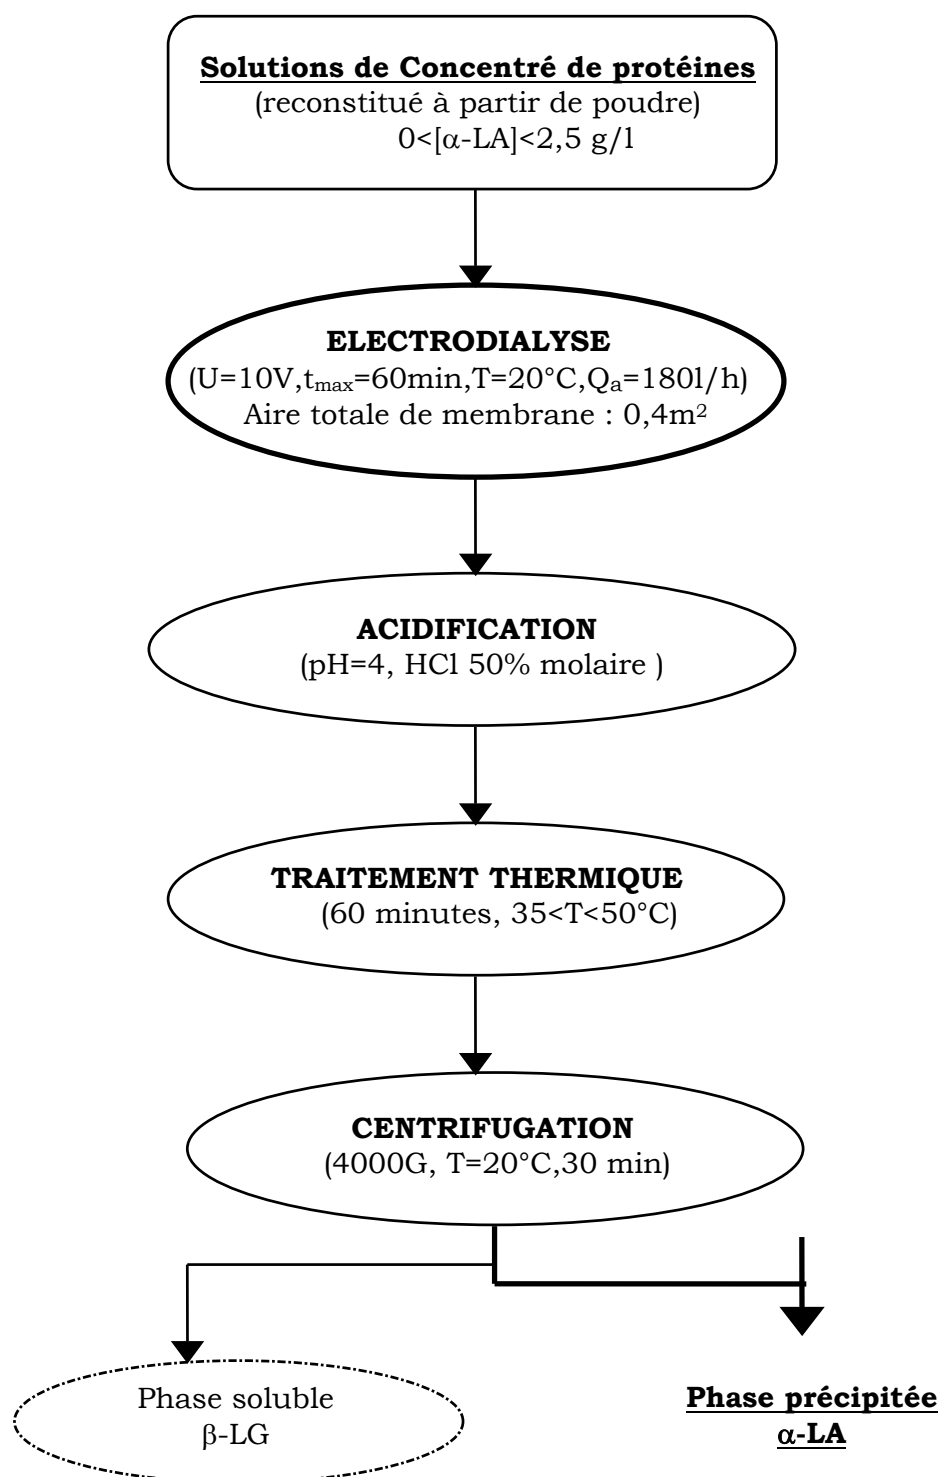 Solutions de Concentré de protéines
(reconstitué à partir de poudre)
0<[α-LA]<2,5 g/l
ELECTRODIALYSE
(U=10V,tmax=60min,T=20°C,Qa=180l/h)
Aire totale de membrane : 0,4m²
ACIDIFICATION
(pH=4, HCl 50% molaire )
TRAITEMENT THERMIQUE
(60 minutes, 35<T<50°C)
CENTRIFUGATION
(4000G, T=20°C,30 min)
Phase soluble
β-LG
Phase précipitée
α-LA